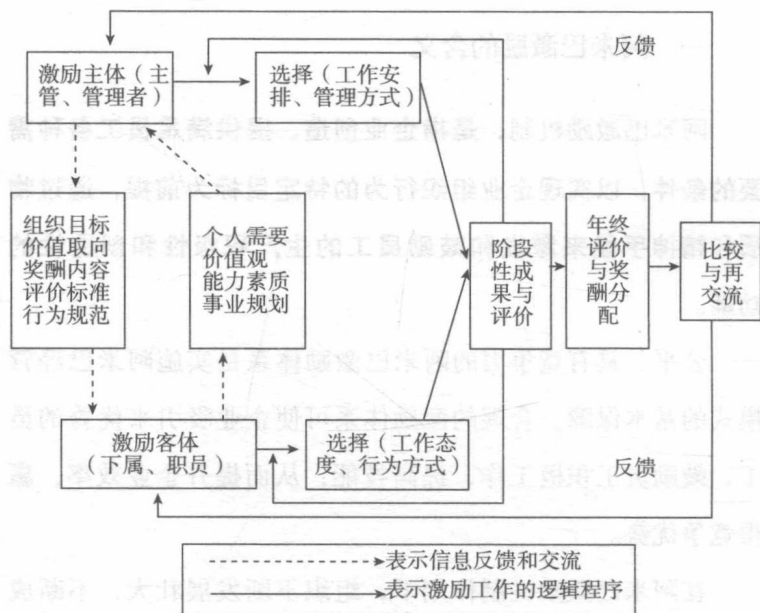 反馈
激励主体（主
管、管理者）
选择（工作安
排、管理方式）
组织目标
价值取向
奖酬内容
评价标准
行为规范
个人需要
价值观
能力素质
事业规划
阶段
性成
果与
评价
年终
评价
与奖
酬分
配
比较
与再
交流
激励客体
（下属、职员）
选择（工作态
度、行为方式）
反馈
表示信息反馈和交流
表示激励工作的逻辑程序